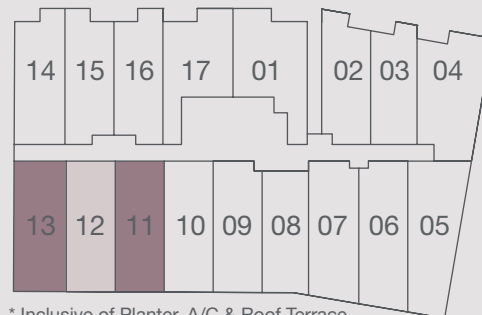 14 15 16 17 01 02 03 04
13 12 11 10 09 08 07 06 05
* Inclusive of Planter, A/C & Roof Terrace